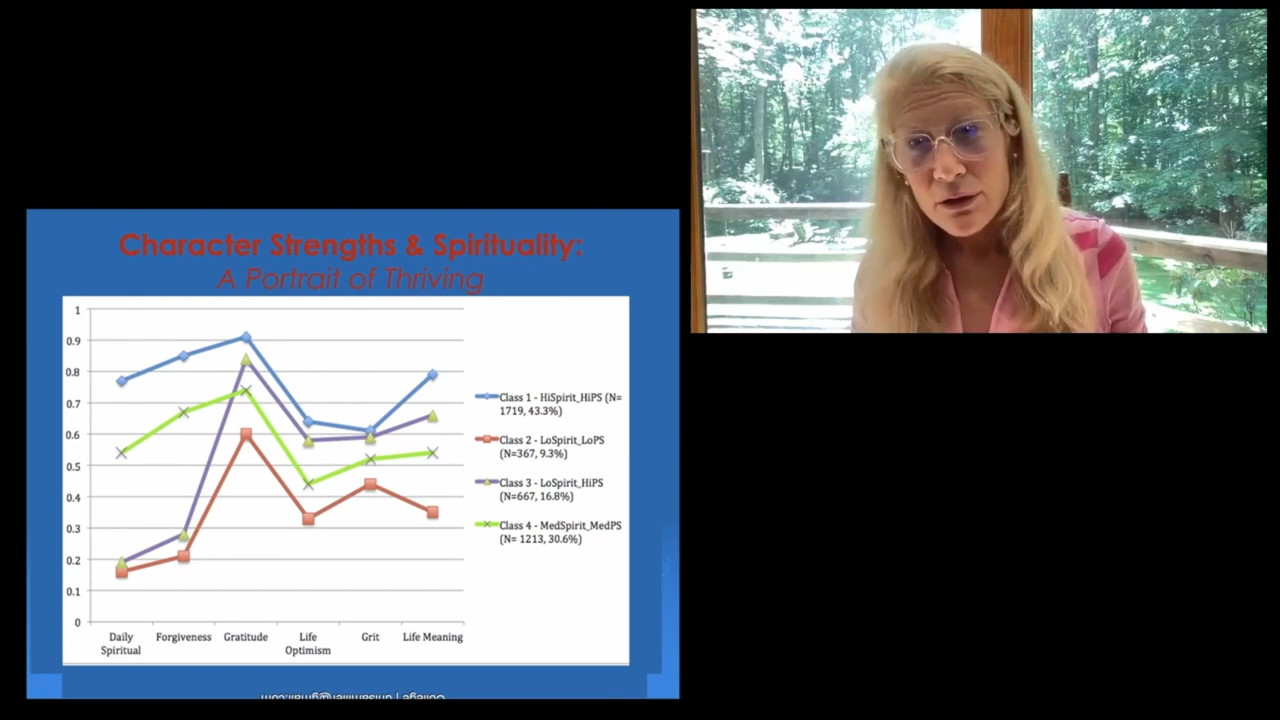 Character Strengths & Spirituality:
A Portrait of Thriving
1
0.9
0.8
0.7
0.6
0.5
0.4
0.3
0.2
0.1
0
Daily
Spiritual
Forgiveness
Gratitude
Life
Optimism
Grit
Life Meaning
Class 1 - HiSpirit_HiPS (N=
1719, 43.3%)
Class 2 - LoSpirit_LoPS
(N=367, 9.3%)
Class 3 - LoSpirit_HiPS
(N=667, 16.8%)
Class 4 - MedSpirit_MedPS
(N= 1213, 30.6%)